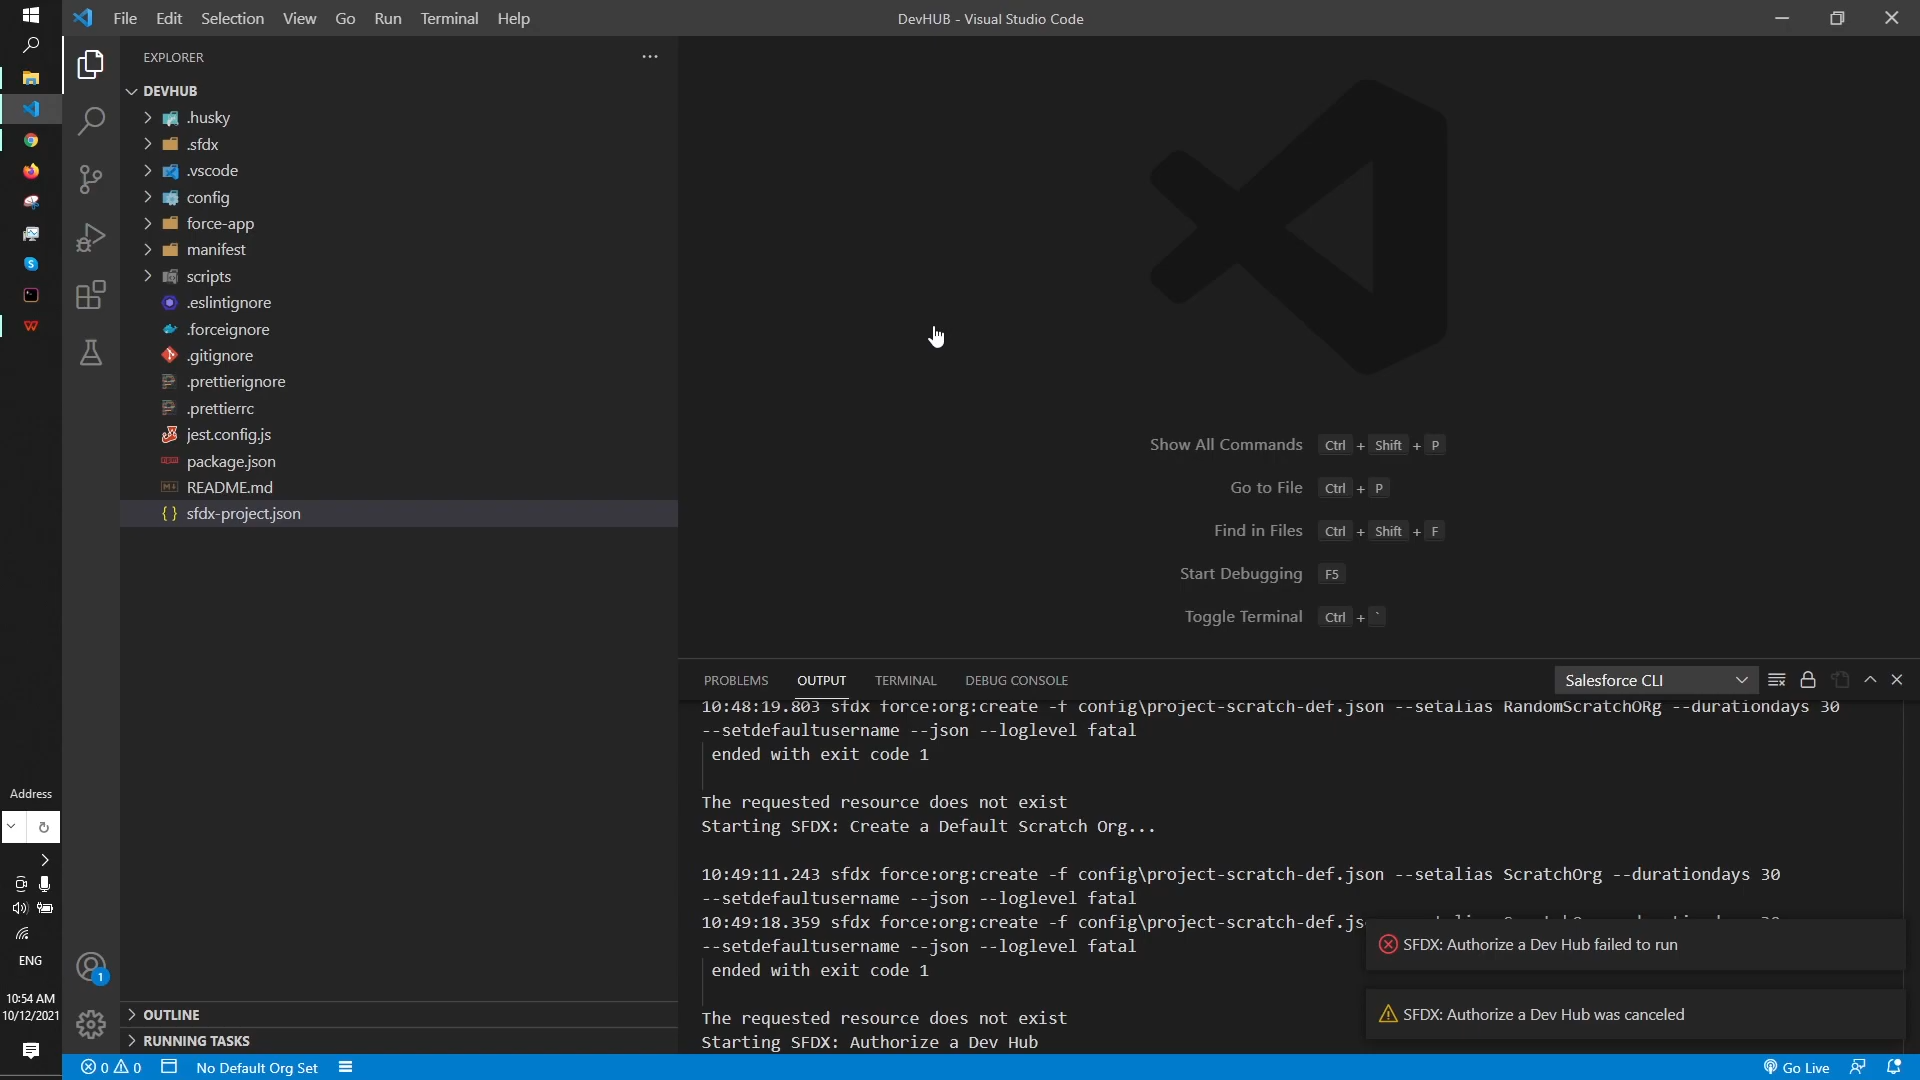 File Edit Selection View Go Run Terminal Help
DevHUB - Visual Studio Code
EXPLORER
DEVHUB
.husky
.sfdx
.vscode
config
force-app
manifest
scripts
.eslintignore
.forceignore
.gitignore
.prettierignore
.prettierrc
jest.config.js
package.json
README.md
sfdx-project.json
OUTLINE
RUNNING TASKS
Show All Commands Ctrl + Shift + P
Go to File Ctrl + P
Find in Files Ctrl + Shift + F
Start Debugging F5
Toggle Terminal Ctrl + `
PROBLEMS OUTPUT TERMINAL DEBUG CONSOLE
Salesforce CLI
10:48:19.803 sfdx force:org:create -f config\project-scratch-def.json --setalias RandomScratchORg --durationdays 30
--setdefaultusername --json --loglevel fatal
ended with exit code 1
The requested resource does not exist
Starting SFDX: Create a Default Scratch Org...
10:49:11.243 sfdx force:org:create -f config\project-scratch-def.json --setalias ScratchOrg --durationdays 30
--setdefaultusername --json --loglevel fatal
10:49:18.359 sfdx force:org:create -f config\project-scratch-def.js
--setdefaultusername --json --loglevel fatal
ended with exit code 1
The requested resource does not exist
Starting SFDX: Authorize a Dev Hub
SFDX: Authorize a Dev Hub failed to run
SFDX: Authorize a Dev Hub was canceled
Address
ENG
10:54 AM
10/12/2021
1
0 0
No Default Org Set
Go Live